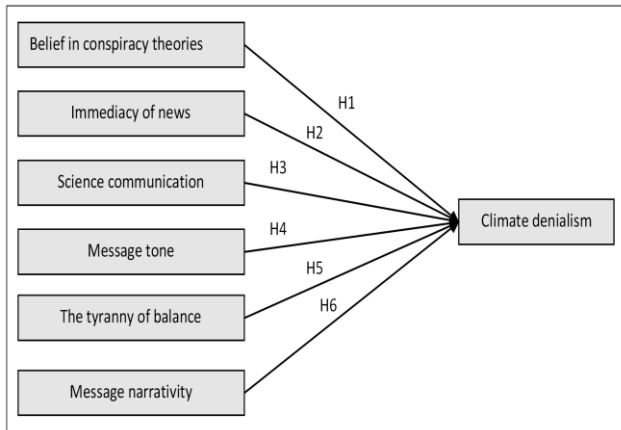 Belief in conspiracy theories
H1
Immediacy of news
H2
Science communication
H3
Climate denialism
Message tone
H4
The tyranny of balance
H5
Message narrativity
H6